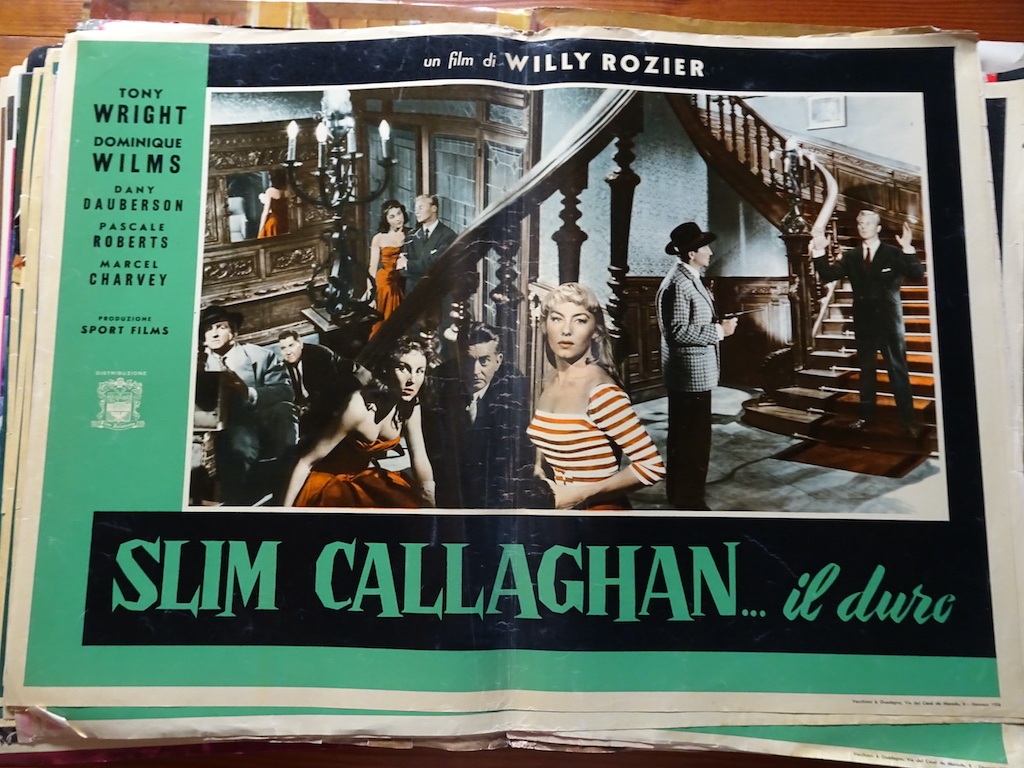 un film di WILLY ROZIER
TONY
WRIGHT
DOMINIQUE
WILMS
DANY
DAUBERSON
PASCALE
ROBERTS
MARCEL
CHARVEY
PRODUZIONE
SPORT FILMS
DISTRIBUZIONE
SLIM CALLAGHAN... il duro